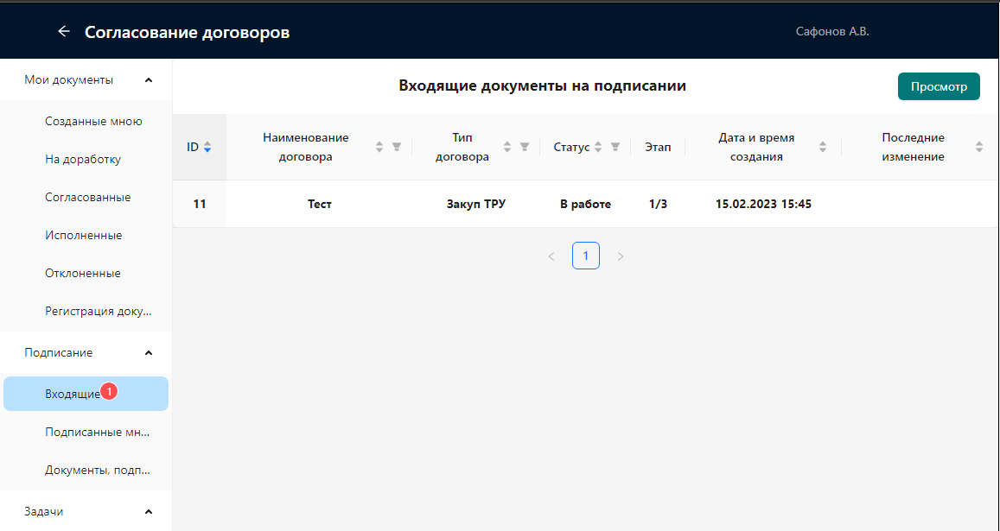 Согласование договоров
Сафонов А.В.
Мои документы
Созданные мною
На доработку
Согласованные
Исполненные
Отклоненные
Регистрация доку...
Подписание
Входящие 1
Подписанные мн...
Документы, подп...
Задачи
Входящие документы на подписании
Просмотр
ID
Наименование
договора
Тип
договора
Статус
Этап
Дата и время
создания
Последние
изменение
11 Тест Закуп ТРУ В работе 1/3 15.02.2023 15:45
1